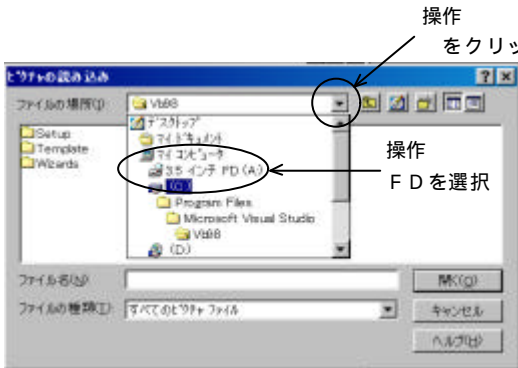 操作
をクリッ
ピクチャの読み込み
ファイルの場所(I):
Vb98
デスクトップ
マイ ドキュメント
マイ コンピュータ
3.5 インチ FD (A:)
(C:)
Program Files
Microsoft Visual Studio
Vb98
(D:)
Setup
Template
Wizards
操作
ＦＤを選択
ファイル名(N):
開く(O)
ファイルの種類(T):
すべてのピクチャ ファイル
キャンセル
ヘルプ(H)